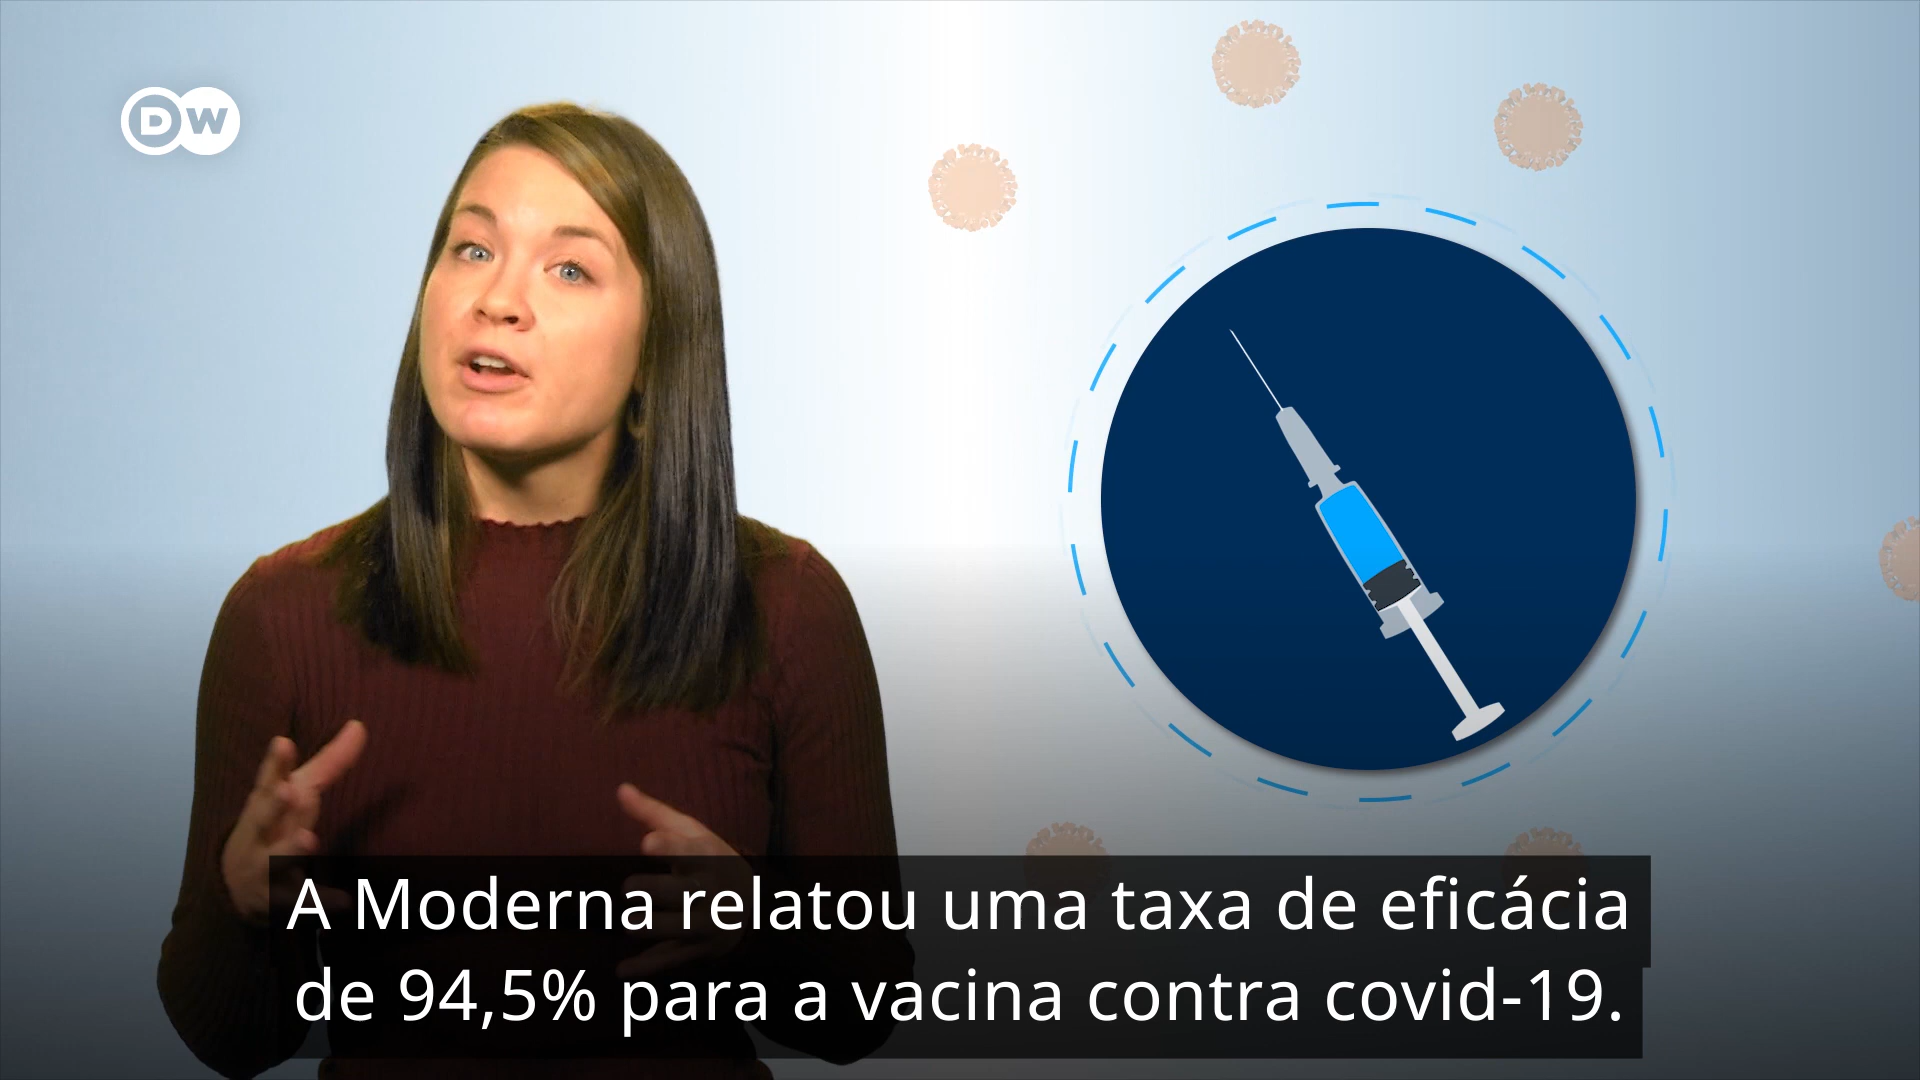 DW
A Moderna relatou uma taxa de eficácia
de 94,5% para a vacina contra covid-19.